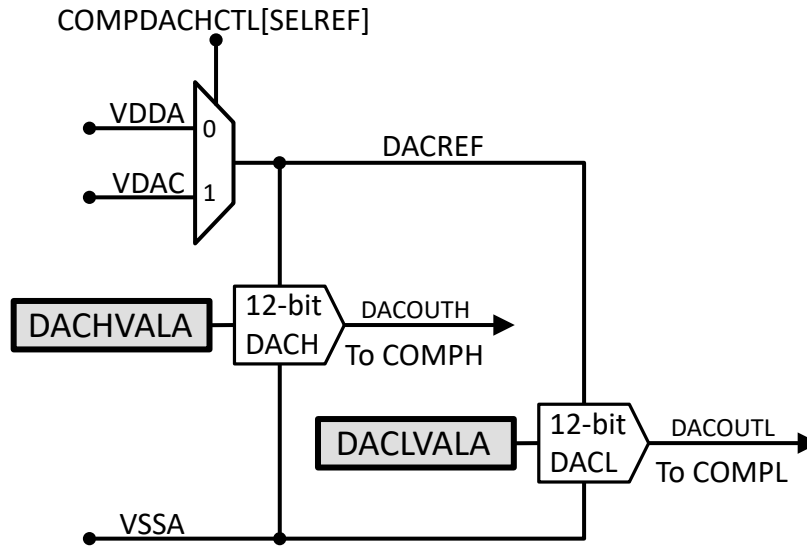 COMPDACHCTL[SELREF]
VDDA
0
DACREF
VDAC
1
DACHVALA
12-bit
DACH
DACOUTH
To COMPH
DACLVALA
12-bit
DACL
DACOUTL
To COMPL
VSSA